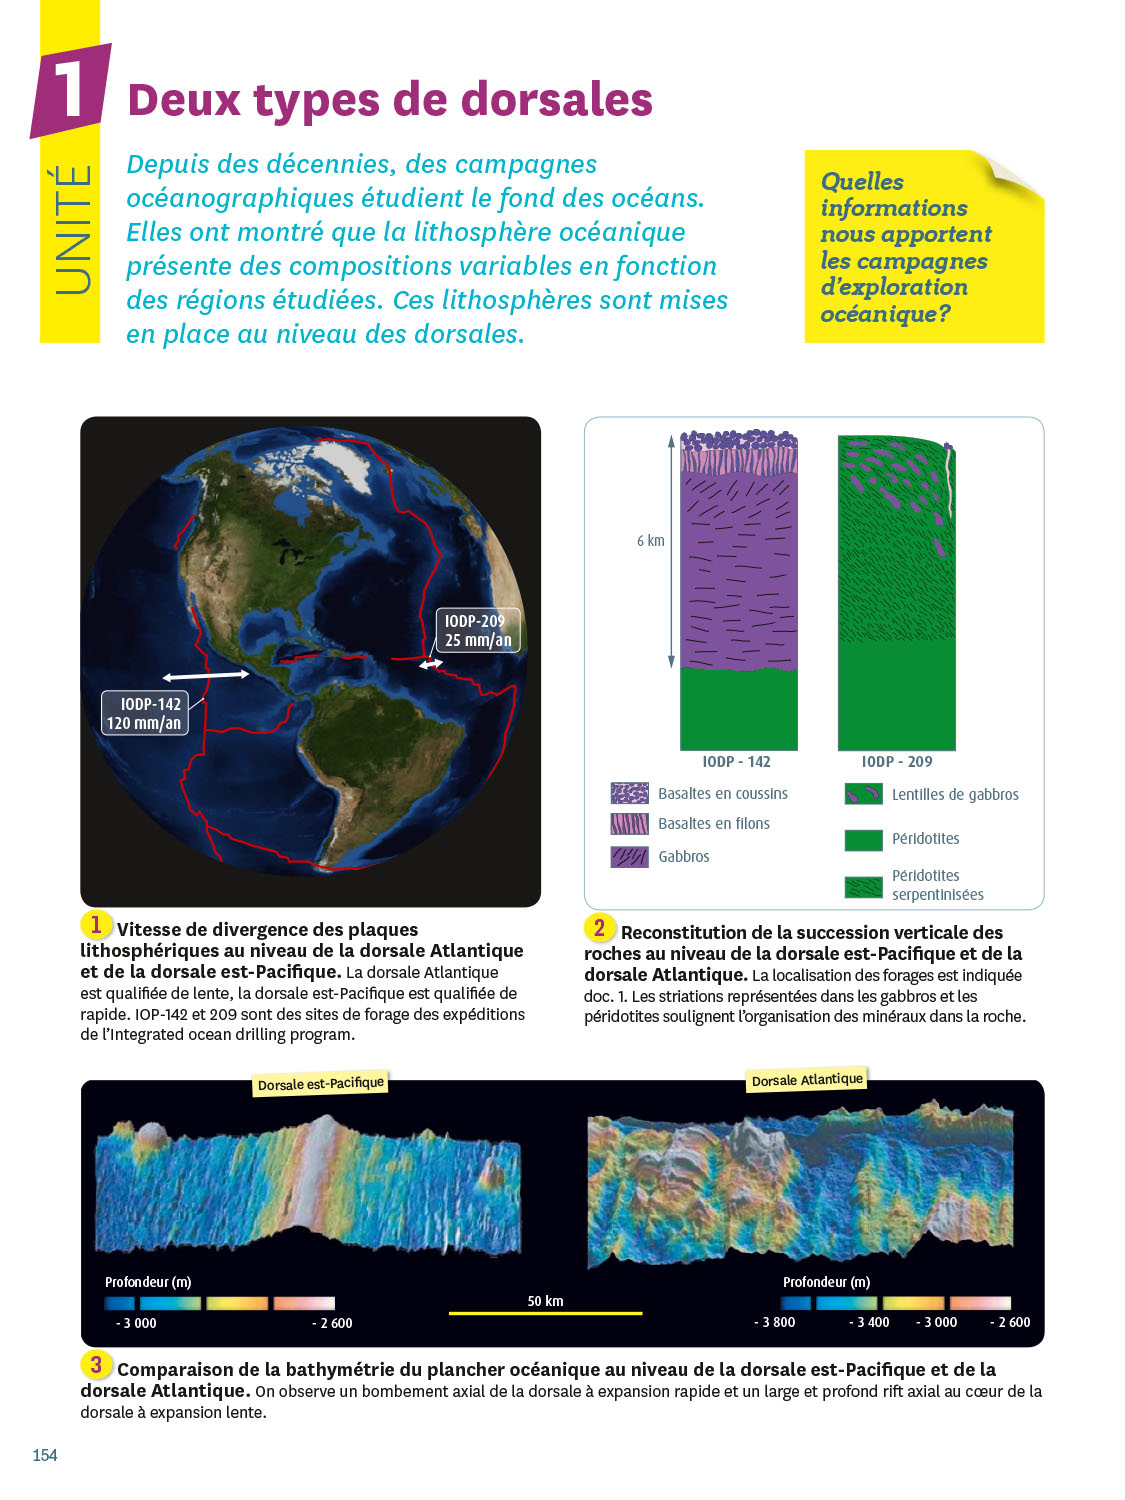 1
UNITÉ
Deux types de dorsales
Depuis des décennies, des campagnes
océanographiques étudient le fond des océans.
Elles ont montré que la lithosphère océanique
présente des compositions variables en fonction
des régions étudiées. Ces lithosphères sont mises
en place au niveau des dorsales.
Quelles
informations
nous apportent
les campagnes
d'exploration
océanique ?
IODP-209
25 mm/an
IODP-142
120 mm/an
1 Vitesse de divergence des plaques
lithosphériques au niveau de la dorsale Atlantique
et de la dorsale est-Pacifique. La dorsale Atlantique
est qualifiée de lente, la dorsale est-Pacifique est qualifiée de
rapide. IOP-142 et 209 sont des sites de forage des expéditions
de l'Integrated ocean drilling program.
6 km
IODP - 142
IODP - 209
Basaltes en coussins
Basaltes en filons
Gabbros
Lentilles de gabbros
Péridotites
Péridotites
serpentinisées
2 Reconstitution de la succession verticale des
roches au niveau de la dorsale est-Pacifique et de la
dorsale Atlantique. La localisation des forages est indiquée
doc. 1. Les striations représentées dans les gabbros et les
péridotites soulignent l'organisation des minéraux dans la roche.
Dorsale est-Pacifique
Dorsale Atlantique
Profondeur (m)
- 3 000
- 2 600
50 km
Profondeur (m)
- 3 800
- 3 400
- 3 000
- 2 600
3 Comparaison de la bathymétrie du plancher océanique au niveau de la dorsale est-Pacifique et de la
dorsale Atlantique. On observe un bombement axial de la dorsale à expansion rapide et un large et profond rift axial au cœur de la
dorsale à expansion lente.
154